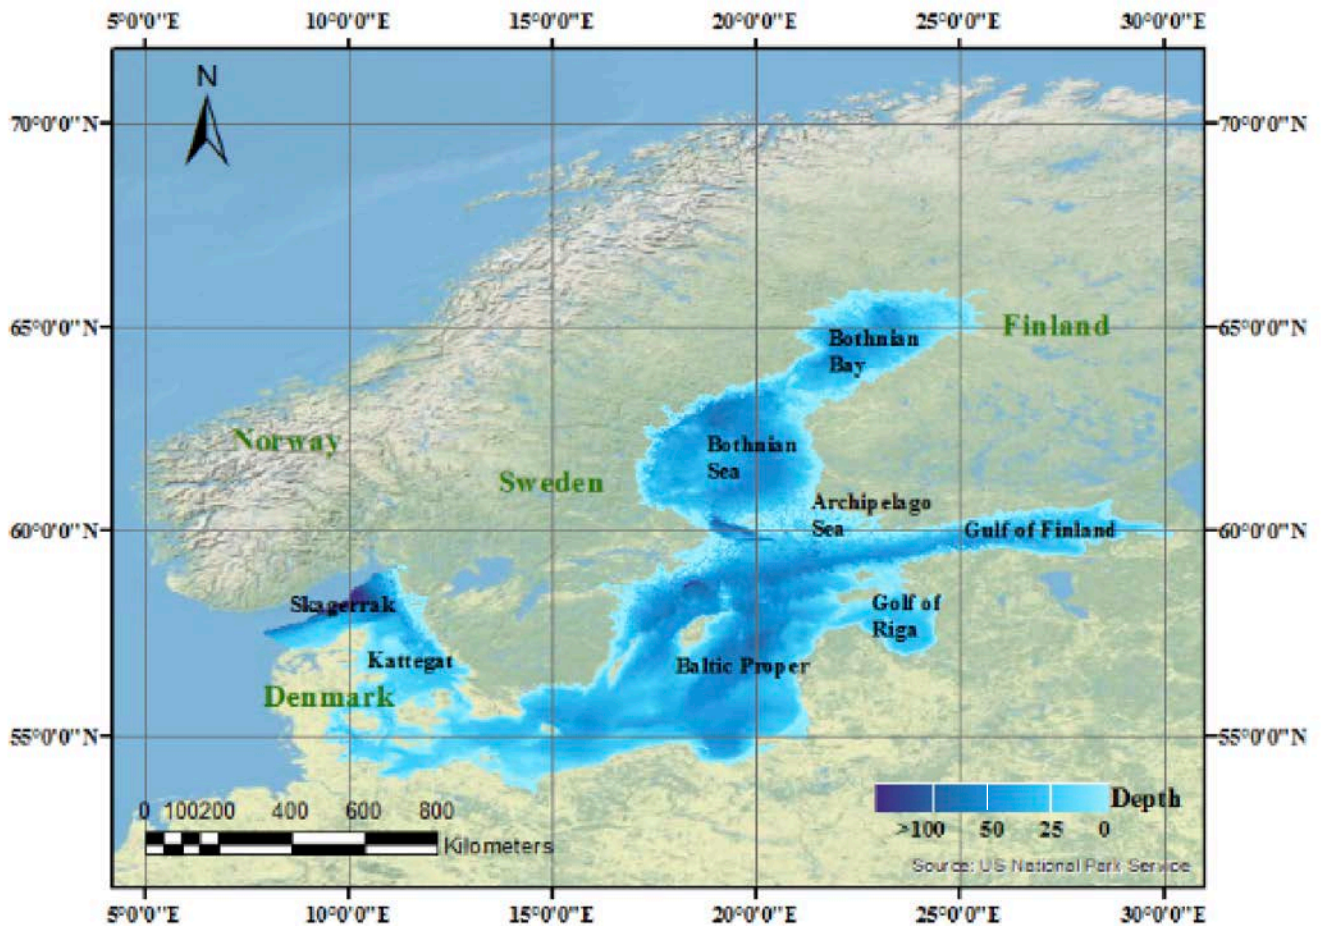 5°0'0"E 10°0'0"E 15°0'0"E 20°0'0"E 25°0'0"E 30°0'0"E
N
70°0'0"N 70°0'0"N
65°0'0"N Finland 65°0'0"N
Bothnian
Bay
Norway
Bothnian
Sea
Sweden
Archipelago
Sea
60°0'0"N Gulf of Finland 60°0'0"N
Skagerrak
Golf of
Riga
Kattegat
Baltic Proper
Denmark
55°0'0"N 55°0'0"N
0 100 200 400 600 800
Kilometers
Depth
>100 50 25 0
Source: US National Park Service
5°0'0"E 10°0'0"E 15°0'0"E 20°0'0"E 25°0'0"E 30°0'0"E